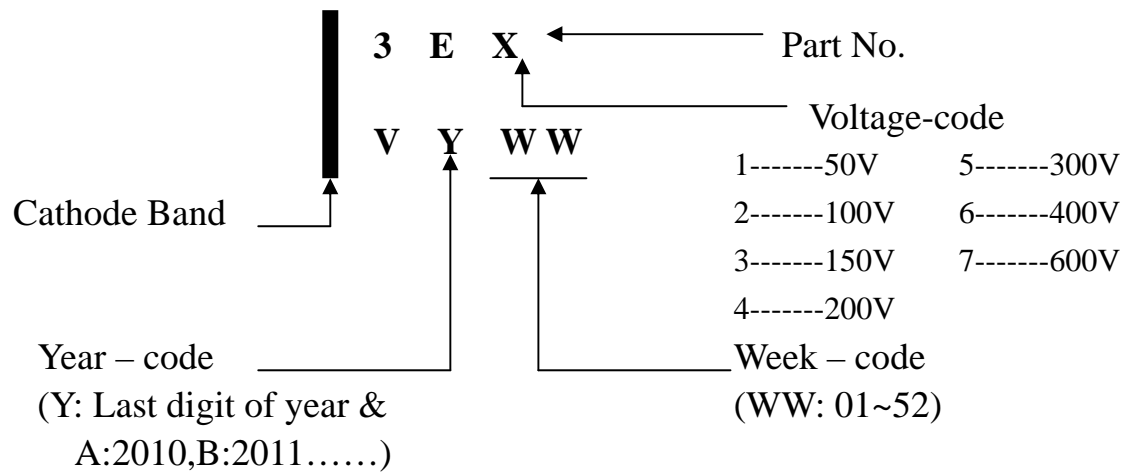 3 E X Part No.
Voltage-code
V Y W W
1-------50V 5-------300V
Cathode Band
2-------100V 6-------400V
3-------150V 7-------600V
4-------200V
Year – code
(Y: Last digit of year &
A:2010,B:2011……)
Week – code
(WW: 01~52)